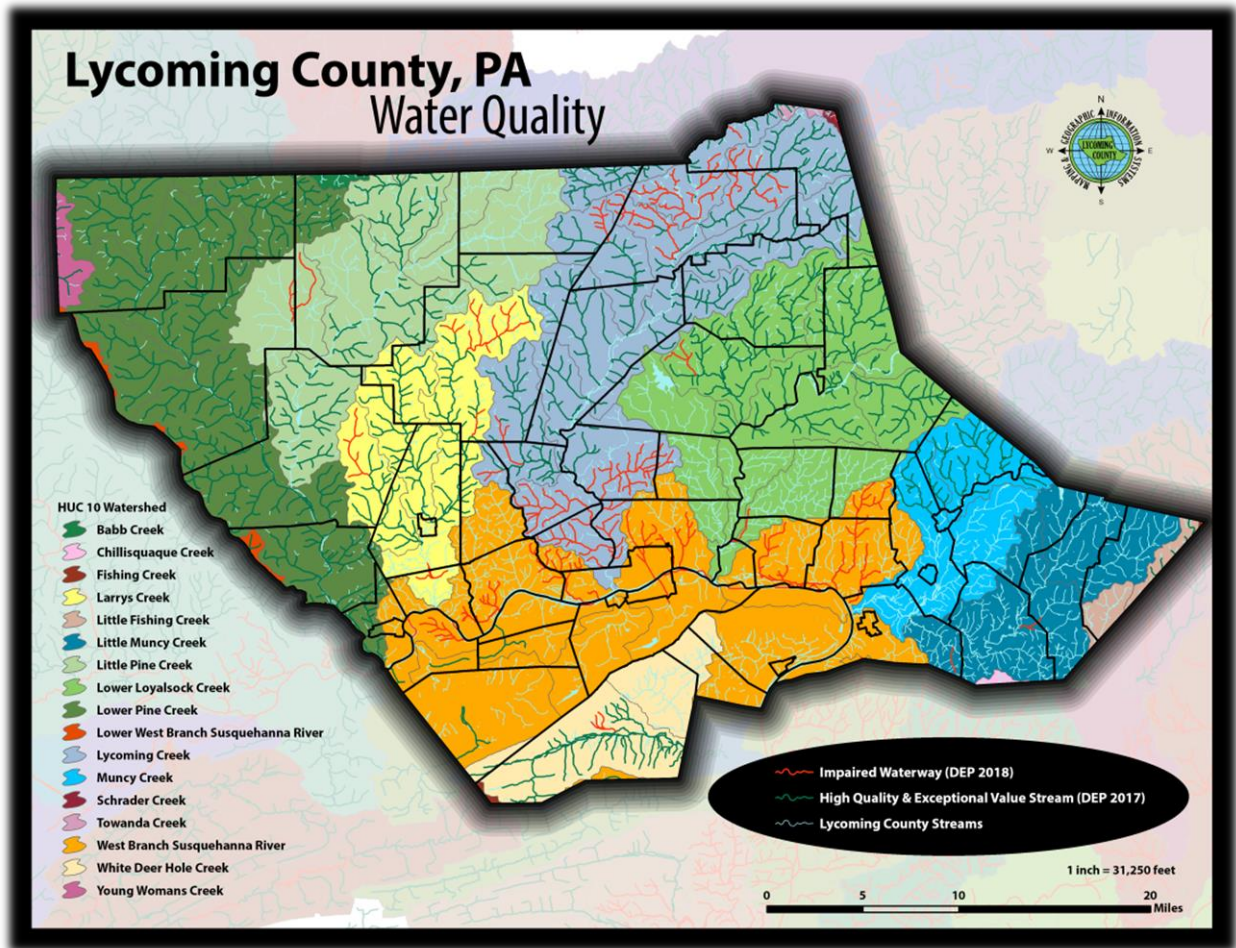 Lycoming County, PA
Water Quality
N
MAPPING & GEOGRAPHIC INFORMATION SYSTEMS
W
LYCOMING
COUNTY
E
S
HUC 10 Watershed
Babb Creek
Chillisquaque Creek
Fishing Creek
Larrys Creek
Little Fishing Creek
Little Muncy Creek
Little Pine Creek
Lower Loyalsock Creek
Lower Pine Creek
Lower West Branch Susquehanna River
Lycoming Creek
Muncy Creek
Schrader Creek
Towanda Creek
West Branch Susquehanna River
White Deer Hole Creek
Young Womans Creek
Impaired Waterway (DEP 2018)
High Quality & Exceptional Value Stream (DEP 2017)
Lycoming County Streams
1 inch = 31,250 feet
0 5 10 20
Miles